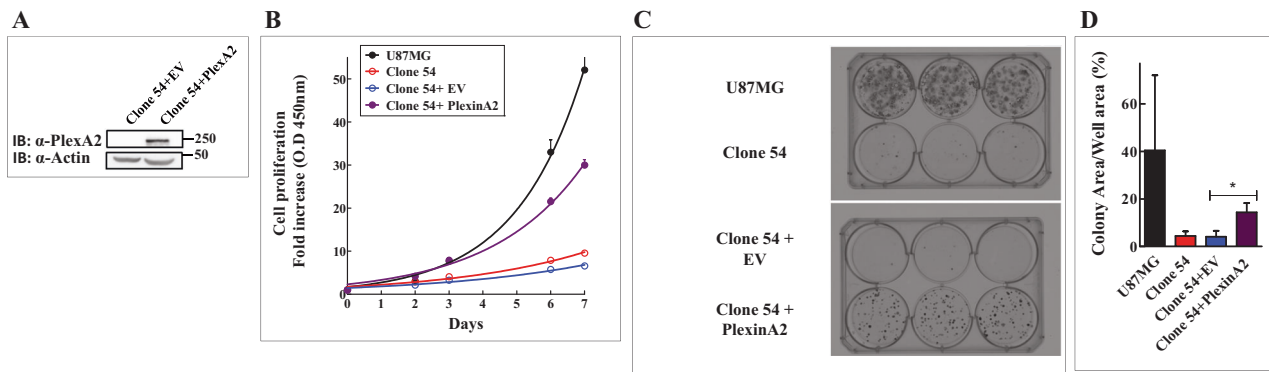 A
Clone 54+EV
Clone 54+PlexA2
IB: α-PlexA2
250
IB: α-Actin
50
B
Cell proliferation
Fold increase (O.D 450nm)
50
30
10
0
U87MG
Clone 54
Clone 54+ EV
Clone 54+ PlexinA2
0 1 2 3 4 5 6 7
Days
C
U87MG
Clone 54
Clone 54 +
EV
Clone 54 +
PlexinA2
D
Colony Area/Well area (%)
60
40
20
0
*
U87MG
Clone 54
Clone 54+EV
Clone 54+PlexinA2